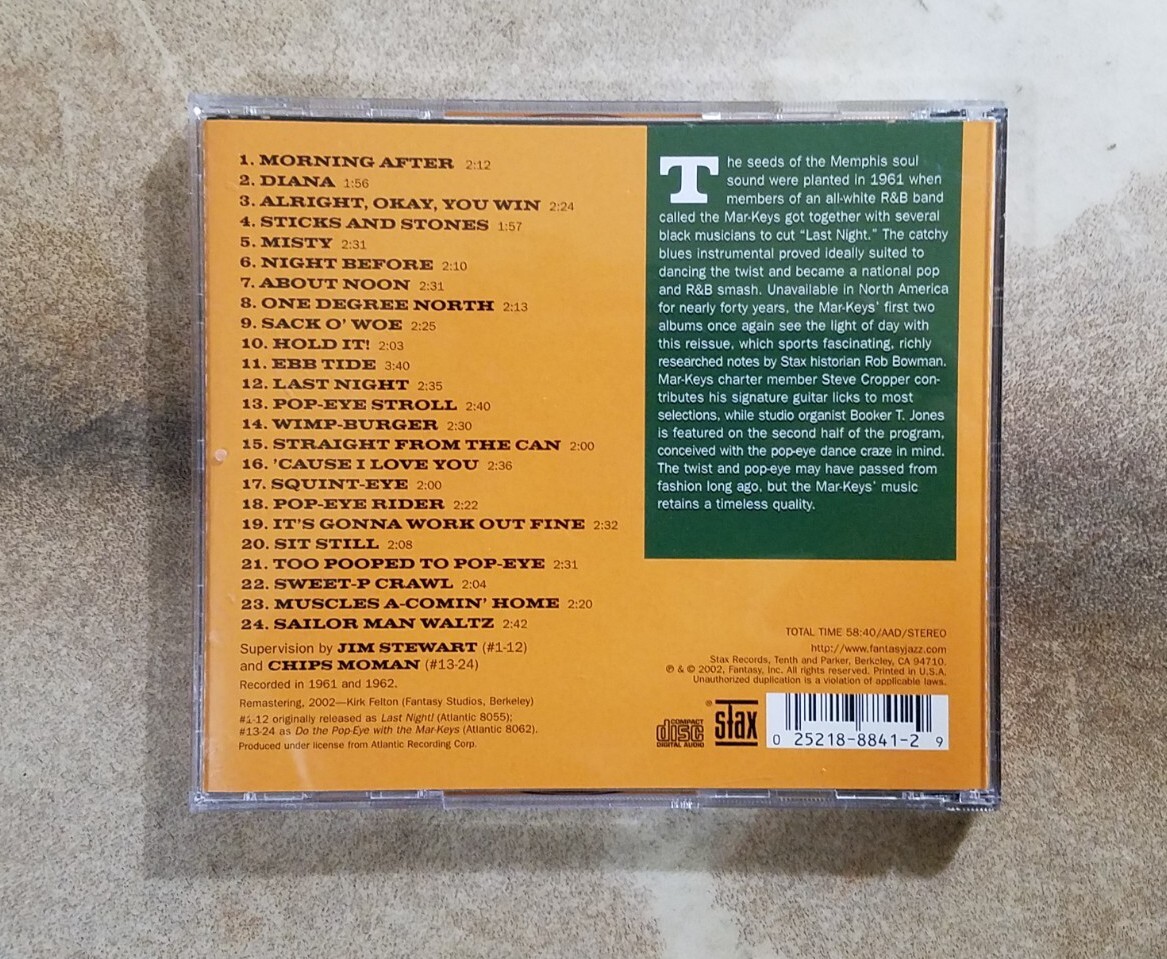 1. MORNING AFTER 2:12
2. DIANA 1:56
3. ALRIGHT, OKAY, YOU WIN 2:24
4. STICKS AND STONES 1:57
5. MISTY 2:31
6. NIGHT BEFORE 2:10
7. ABOUT NOON 2:31
8. ONE DEGREE NORTH 2:13
9. SACK O' WOE 2:25
10. HOLD IT! 2:03
11. EBB TIDE 3:40
12. LAST NIGHT 2:35
13. POP-EYE STROLL 2:40
14. WIMP-BURGER 2:30
15. STRAIGHT FROM THE CAN 2:00
16. 'CAUSE I LOVE YOU 2:36
17. SQUINT-EYE 2:00
18. POP-EYE RIDER 2:22
19. IT'S GONNA WORK OUT FINE 2:32
20. SIT STILL 2:08
21. TOO POOPED TO POP-EYE 2:31
22. SWEET-P CRAWL 2:04
23. MUSCLES A-COMIN' HOME 2:20
24. SAILOR MAN WALTZ 2:42
Supervision by JIM STEWART (#1-12)
and CHIPS MOMAN (#13-24)
Recorded in 1961 and 1962.
Remastering, 2002—Kirk Felton (Fantasy Studios, Berkeley)
#1-12 originally released as Last Night! (Atlantic 8055);
#13-24 as Do the Pop-Eye with the Mar-Keys (Atlantic 8062).
Produced under license from Atlantic Recording Corp.
The seeds of the Memphis soul
sound were planted in 1961 when
members of an all-white R&B band
called the Mar-Keys got together with several
black musicians to cut “Last Night.” The catchy
blues instrumental proved ideally suited to
dancing the twist and became a national pop
and R&B smash. Unavailable in North America
for nearly forty years, the Mar-Keys' first two
albums once again see the light of day with
this reissue, which sports fascinating, richly
researched notes by Stax historian Rob Bowman.
Mar-Keys charter member Steve Cropper con-
tributes his signature guitar licks to most
selections, while studio organist Booker T. Jones
is featured on the second half of the program,
conceived with the pop-eye dance craze in mind.
The twist and pop-eye may have passed from
fashion long ago, but the Mar-Keys' music
retains a timeless quality.
TOTAL TIME 58:40/AAD/STEREO
http://www.fantasyjazz.com
Stax Records, Tenth and Parker, Berkeley, CA 94710.
℗ & © 2002, Fantasy, Inc. All rights reserved. Printed in U.S.A.
Unauthorized duplication is a violation of applicable laws.
COMPACT
disc
DIGITAL AUDIO
® stax
0 25218-8841-2 9